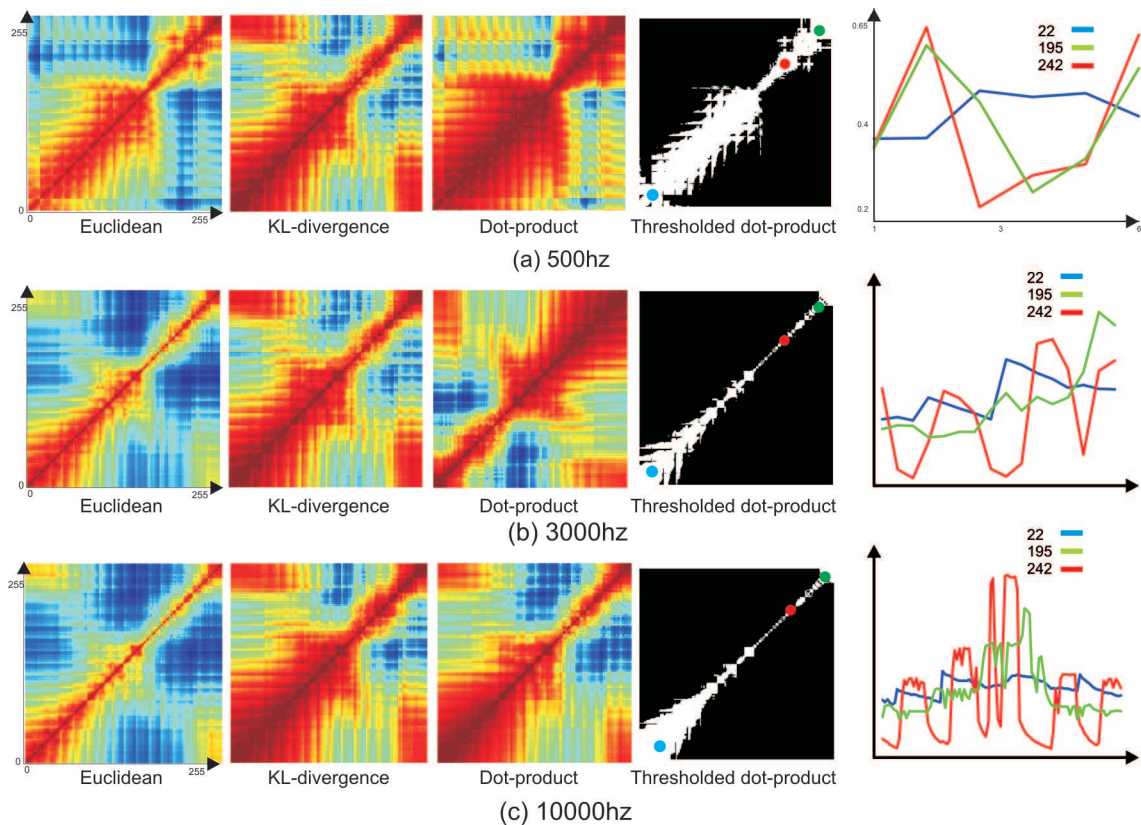 255
0
0
255
Euclidean
KL-divergence
Dot-product
Thresholded dot-product
0.65
0.4
0.2
1
3
6
22
195
242
(a) 500hz
255
0
0
255
Euclidean
KL-divergence
Dot-product
Thresholded dot-product
22
195
242
(b) 3000hz
255
0
0
255
Euclidean
KL-divergence
Dot-product
Thresholded dot-product
22
195
242
(c) 10000hz